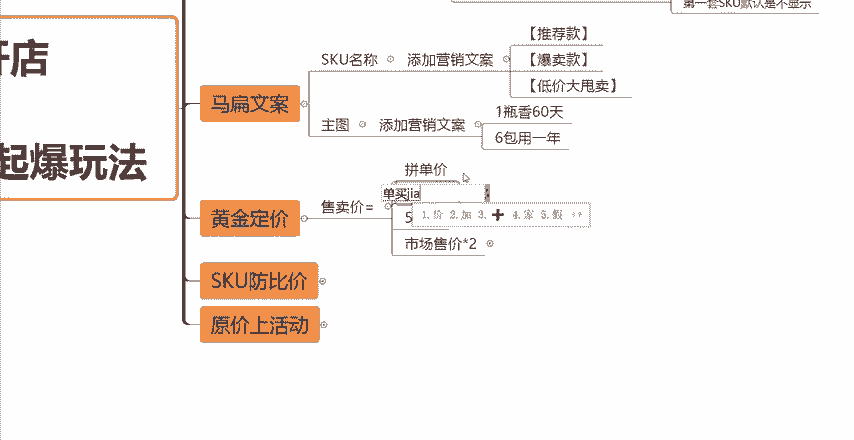 第一套SKU默认是不显示
开店
起爆玩法
马扁文案
SKU名称
添加营销文案
【推荐款】
【爆卖款】
【低价大甩卖】
主图
添加营销文案
1瓶香60天
6包用一年
黄金定价
售卖价=
拼单价
单买jia
1.价 2.加 3.➕ 4.家 5.假
5
市场售价*2
SKU防比价
原价上活动